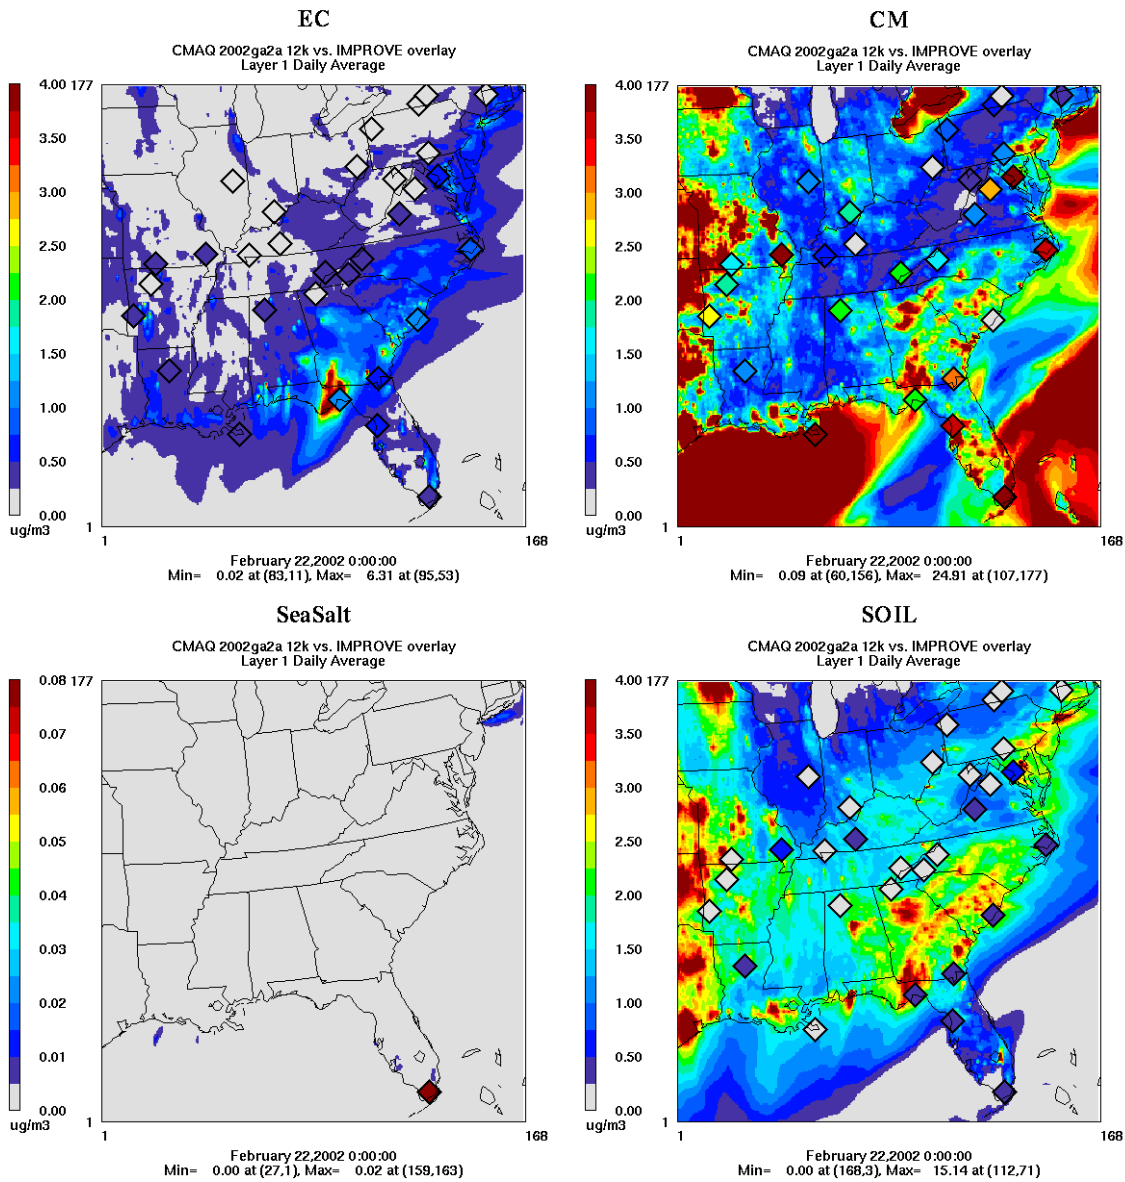 EC
CMAQ 2002ga2a 12k vs. IMPROVE overlay
Layer 1 Daily Average
4.00 177
3.50
3.00
2.50
2.00
1.50
1.00
0.50
0.00
ug/m3
1
1 168
February 22,2002 0:00:00
Min= 0.02 at (83,11), Max= 6.31 at (95,53)
CM
CMAQ 2002ga2a 12k vs. IMPROVE overlay
Layer 1 Daily Average
4.00 177
3.50
3.00
2.50
2.00
1.50
1.00
0.50
0.00
ug/m3
1
1 168
February 22,2002 0:00:00
Min= 0.09 at (60,156), Max= 24.91 at (107,177)
SeaSalt
CMAQ 2002ga2a 12k vs. IMPROVE overlay
Layer 1 Daily Average
0.08 177
0.07
0.06
0.05
0.04
0.03
0.02
0.01
0.00
ug/m3
1
1 168
February 22,2002 0:00:00
Min= 0.00 at (27,1), Max= 0.02 at (159,163)
SOIL
CMAQ 2002ga2a 12k vs. IMPROVE overlay
Layer 1 Daily Average
4.00 177
3.50
3.00
2.50
2.00
1.50
1.00
0.50
0.00
ug/m3
1
1 168
February 22,2002 0:00:00
Min= 0.00 at (168,3), Max= 15.14 at (112,71)